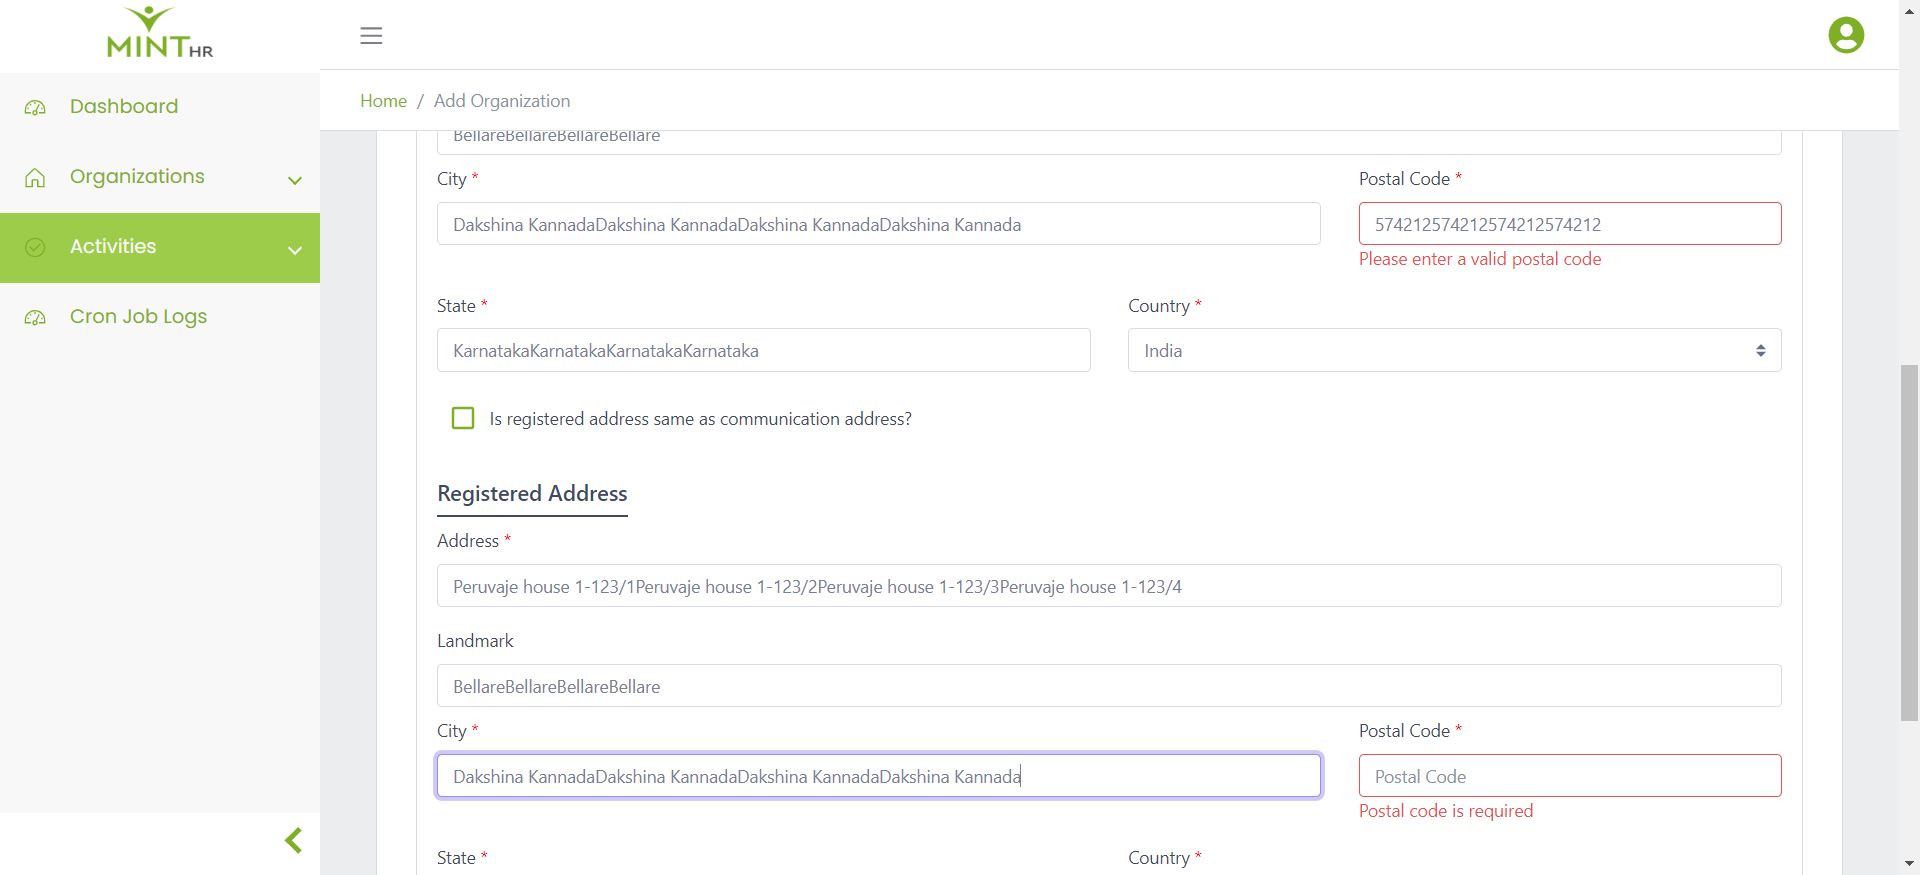 MINT HR
Dashboard
Organizations
Activities
Cron Job Logs
Home / Add Organization
BellareBellareBellareBellare
City * Postal Code *
Dakshina KannadaDakshina KannadaDakshina KannadaDakshina Kannada 574212574212574212574212
Please enter a valid postal code
State * Country *
KarnatakaKarnatakaKarnatakaKarnataka India
Is registered address same as communication address?
Registered Address
Address *
Peruvaje house 1-123/1Peruvaje house 1-123/2Peruvaje house 1-123/3Peruvaje house 1-123/4
Landmark
BellareBellareBellareBellare
City * Postal Code *
Dakshina KannadaDakshina KannadaDakshina KannadaDakshina Kannada Postal Code
Postal code is required
State * Country *